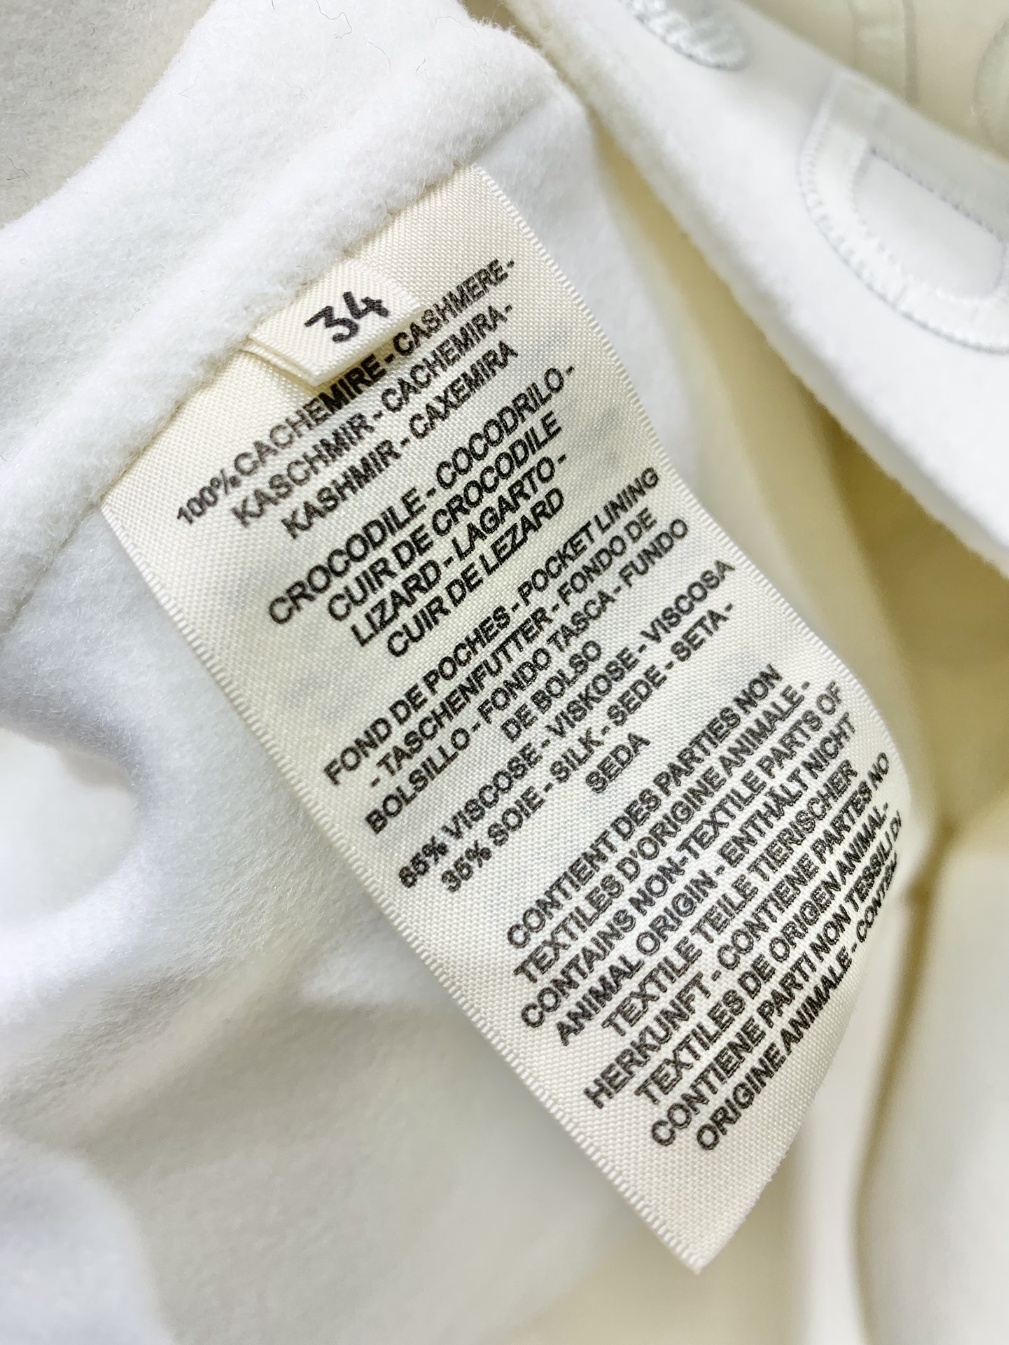 34
100% CACHEMIRE - CASHMERE -
KASCHMIR - CACHEMIRA -
KASHMIR - CAXEMIRA
CROCODILE - COCODRILO -
CUIR DE CROCODILE
LIZARD - LAGARTO -
CUIR DE LEZARD
FOND DE POCHES - POCKET LINING
- TASCHENFUTTER - FONDO DE
BOLSILLO - FONDO TASCA - FUNDO
DE BOLSO
65% VISCOSE - VISKOSE - VISCOSA
35% SOIE - SILK - SEDE - SETA -
SEDA
CONTIENT DES PARTIES NON
TEXTILES D'ORIGINE ANIMALE -
CONTAINS NON-TEXTILE PARTS OF
ANIMAL ORIGIN - ENTHÄLT NICHT
TEXTILE TEILE TIERISCHER
HERKUNFT - CONTIENE PARTES NO
TEXTILES DE ORIGEN ANIMAL-
CONTIENE PARTI NON TESSILI DI
ORIGINE ANIMALE -